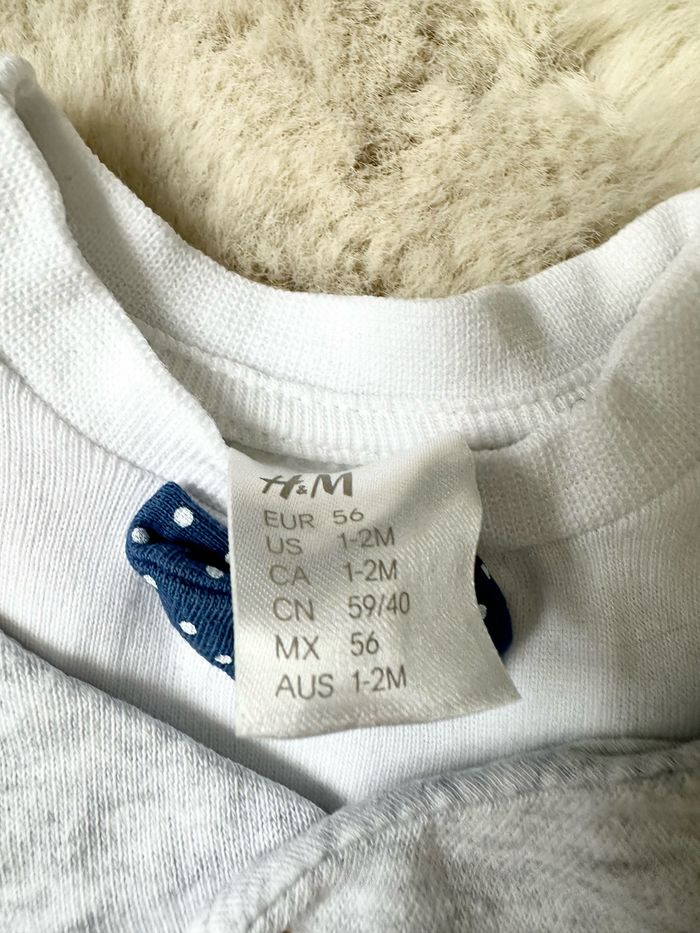 H&M
EUR 56
US 1-2M
CA 1-2M
CN 59/40
MX 56
AUS 1-2M